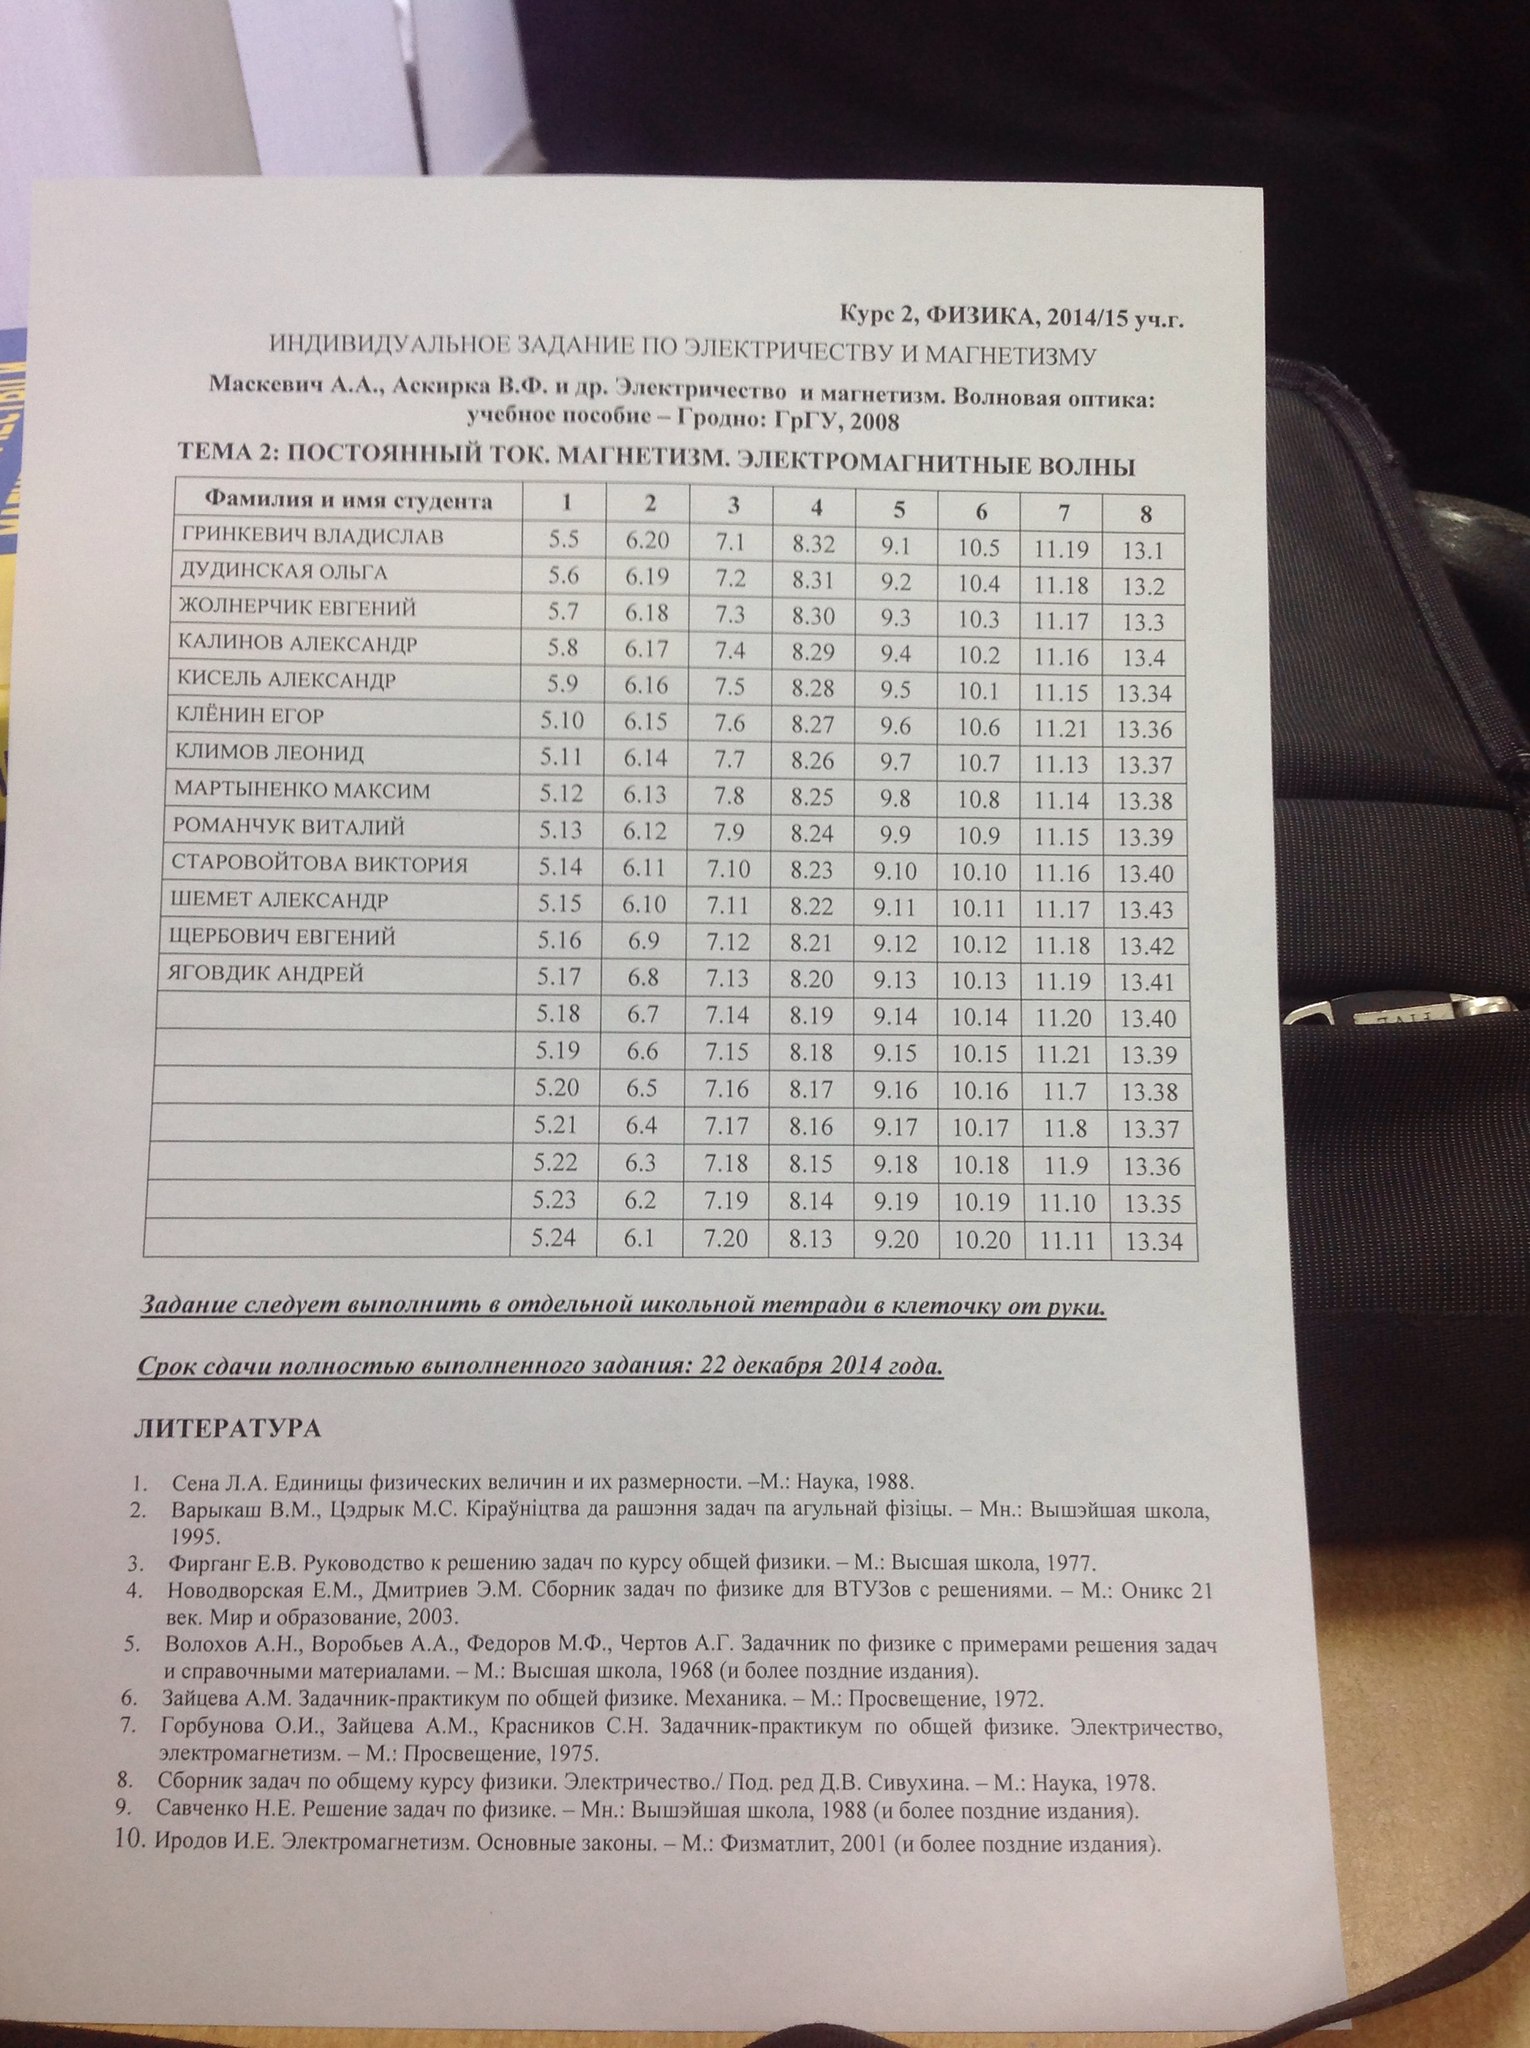 Курс 2, ФИЗИКА, 2014/15 уч.г.
ИНДИВИДУАЛЬНОЕ ЗАДАНИЕ ПО ЭЛЕКТРИЧЕСТВУ И МАГНЕТИЗМУ
Маскевич А.А., Аскирка В.Ф. и др. Электричество и магнетизм. Волновая оптика:
учебное пособие – Гродно: ГрГУ, 2008
ТЕМА 2: ПОСТОЯННЫЙ ТОК. МАГНЕТИЗМ. ЭЛЕКТРОМАГНИТНЫЕ ВОЛНЫ
Фамилия и имя студента 1 2 3 4 5 6 7 8
ГРИНКЕВИЧ ВЛАДИСЛАВ 5.5 6.20 7.1 8.32 9.1 10.5 11.19 13.1
ДУДИНСКАЯ ОЛЬГА 5.6 6.19 7.2 8.31 9.2 10.4 11.18 13.2
ЖОЛНЕРЧИК ЕВГЕНИЙ 5.7 6.18 7.3 8.30 9.3 10.3 11.17 13.3
КАЛИНОВ АЛЕКСАНДР 5.8 6.17 7.4 8.29 9.4 10.2 11.16 13.4
КИСЕЛЬ АЛЕКСАНДР 5.9 6.16 7.5 8.28 9.5 10.1 11.15 13.34
КЛЁНИН ЕГОР 5.10 6.15 7.6 8.27 9.6 10.6 11.21 13.36
КЛИМОВ ЛЕОНИД 5.11 6.14 7.7 8.26 9.7 10.7 11.13 13.37
МАРТЫНЕНКО МАКСИМ 5.12 6.13 7.8 8.25 9.8 10.8 11.14 13.38
РОМАНЧУК ВИТАЛИЙ 5.13 6.12 7.9 8.24 9.9 10.9 11.15 13.39
СТАРОВОЙТОВА ВИКТОРИЯ 5.14 6.11 7.10 8.23 9.10 10.10 11.16 13.40
ШЕМЕТ АЛЕКСАНДР 5.15 6.10 7.11 8.22 9.11 10.11 11.17 13.43
ЩЕРБОВИЧ ЕВГЕНИЙ 5.16 6.9 7.12 8.21 9.12 10.12 11.18 13.42
ЯГОВДИК АНДРЕЙ 5.17 6.8 7.13 8.20 9.13 10.13 11.19 13.41
5.18 6.7 7.14 8.19 9.14 10.14 11.20 13.40
5.19 6.6 7.15 8.18 9.15 10.15 11.21 13.39
5.20 6.5 7.16 8.17 9.16 10.16 11.7 13.38
5.21 6.4 7.17 8.16 9.17 10.17 11.8 13.37
5.22 6.3 7.18 8.15 9.18 10.18 11.9 13.36
5.23 6.2 7.19 8.14 9.19 10.19 11.10 13.35
5.24 6.1 7.20 8.13 9.20 10.20 11.11 13.34
Задание следует выполнить в отдельной школьной тетради в клеточку от руки.
Срок сдачи полностью выполненного задания: 22 декабря 2014 года.
ЛИТЕРАТУРА
1. Сена Л.А. Единицы физических величин и их размерности. –М.: Наука, 1988.
2. Варыкаш В.М., Цэдрык М.С. Кіраўніцтва да рашэння задач па агульнай фізіцы. – Мн.: Вышэйшая школа,
1995.
3. Фирганг Е.В. Руководство к решению задач по курсу общей физики. – М.: Высшая школа, 1977.
4. Новодворская Е.М., Дмитриев Э.М. Сборник задач по физике для ВТУЗов с решениями. – М.: Оникс 21
век. Мир и образование, 2003.
5. Волохов А.Н., Воробьев А.А., Федоров М.Ф., Чертов А.Г. Задачник по физике с примерами решения задач
и справочными материалами. – М.: Высшая школа, 1968 (и более поздние издания).
6. Зайцева А.М. Задачник-практикум по общей физике. Механика. – М.: Просвещение, 1972.
7. Горбунова О.И., Зайцева А.М., Красников С.Н. Задачник-практикум по общей физике. Электричество,
электромагнетизм. – М.: Просвещение, 1975.
8. Сборник задач по общему курсу физики. Электричество./ Под. ред Д.В. Сивухина. – М.: Наука, 1978.
9. Савченко Н.Е. Решение задач по физике. – Мн.: Вышэйшая школа, 1988 (и более поздние издания).
10. Иродов И.Е. Электромагнетизм. Основные законы. – М.: Физматлит, 2001 (и более поздние издания).